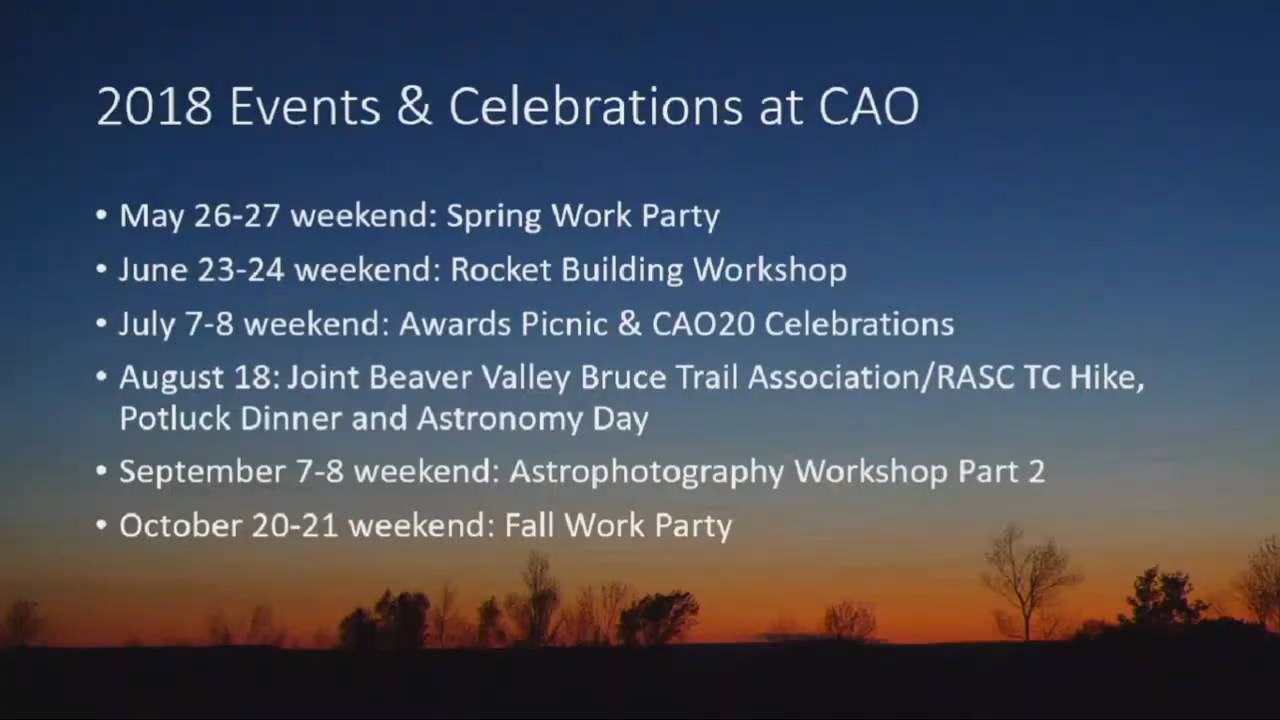 2018 Events & Celebrations at CAO
• May 26-27 weekend: Spring Work Party
• June 23-24 weekend: Rocket Building Workshop
• July 7-8 weekend: Awards Picnic & CAO20 Celebrations
• August 18: Joint Beaver Valley Bruce Trail Association/RASC TC Hike,
Potluck Dinner and Astronomy Day
• September 7-8 weekend: Astrophotography Workshop Part 2
• October 20-21 weekend: Fall Work Party